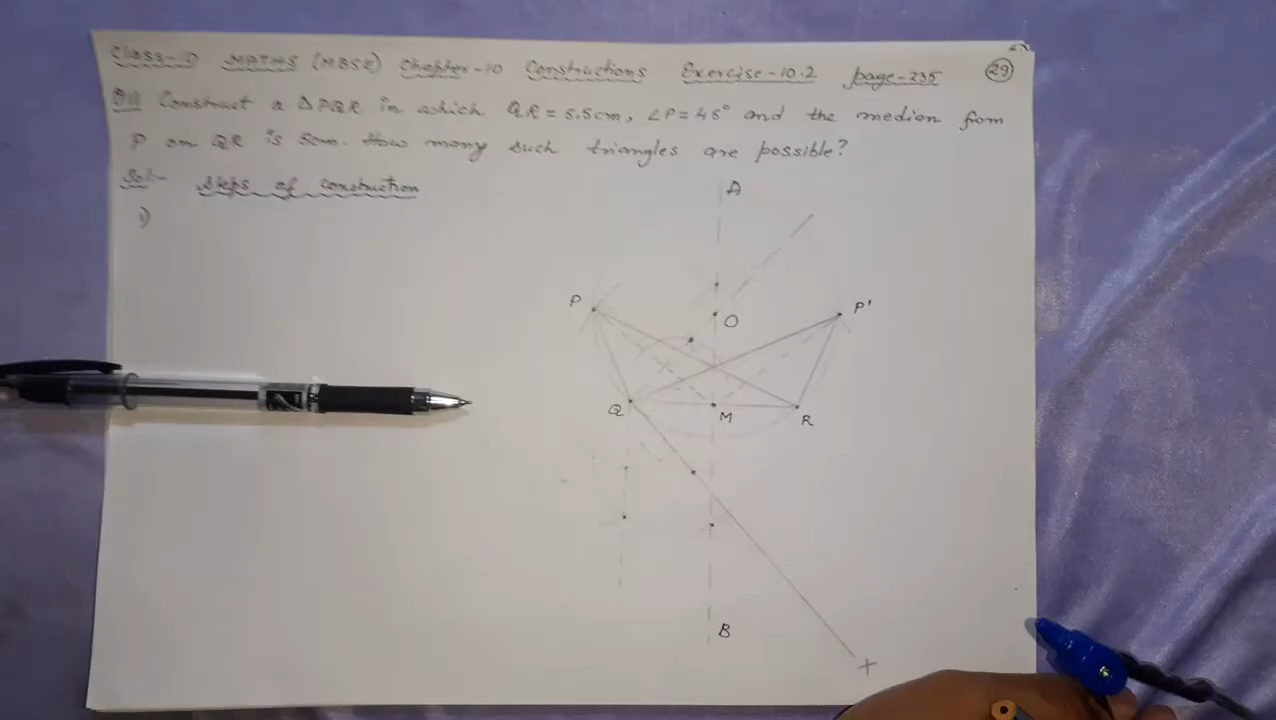 Class-10 MATHS (MBSE) Chapter-10 Constructions Exercise-10.2 page-235 29
Q11 Construct a ΔPQR in which QR = 5.5cm, ∠P = 45° and the median from
P on QR is 5cm. How many such triangles are possible?
Sol:- Steps of construction
1)
A
P
O
P'
Q
M
R
B
X